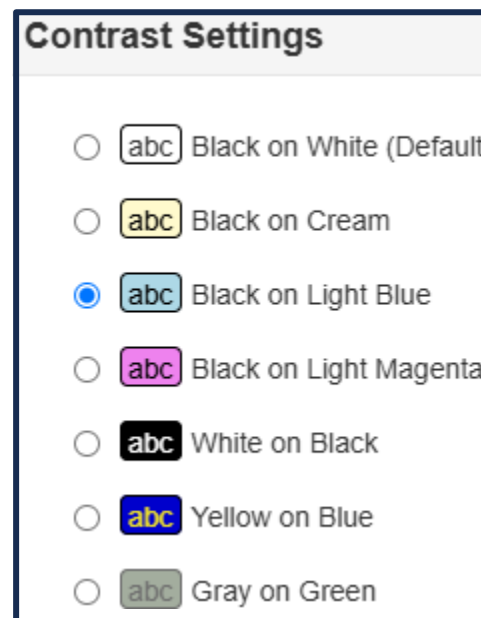 Contrast Settings
abc Black on White (Default
abc Black on Cream
abc Black on Light Blue
abc Black on Light Magenta
abc White on Black
abc Yellow on Blue
abc Gray on Green